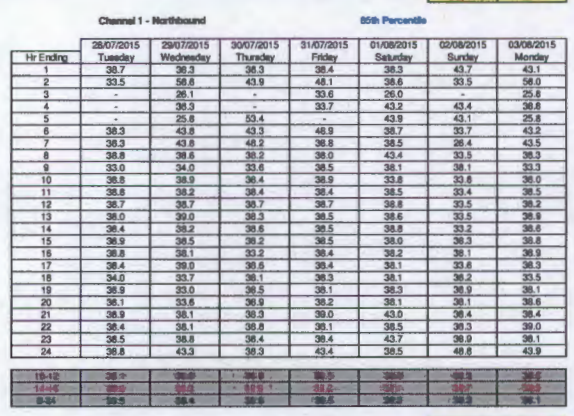 Channel 1 - Northbound 85th Percentile
28/07/2015 29/07/2015 30/07/2015 31/07/2015 01/08/2015 02/08/2015 03/08/2015
Hr Ending Tuesday Wednesday Thursday Friday Saturday Sunday Monday
1 38.7 38.3 38.3 38.4 38.3 43.7 43.1
2 33.5 58.6 43.9 48.1 38.6 33.5 58.0
3 - 26.1 - 33.6 26.0 - 25.8
4 - 38.3 - 33.7 43.2 43.4 38.8
5 - 25.8 53.4 - 43.9 43.1 25.8
6 38.3 43.8 43.3 48.9 38.7 33.7 43.2
7 38.3 43.8 48.2 38.8 38.5 26.4 43.5
8 38.8 38.6 38.2 38.0 43.4 33.5 38.3
9 33.0 34.0 33.6 38.5 38.1 38.1 33.3
10 38.8 38.9 38.4 38.9 33.8 33.6 38.0
11 38.8 38.2 38.4 38.4 38.5 33.4 38.5
12 38.7 38.7 38.7 38.7 38.8 33.5 38.2
13 38.0 39.0 38.3 38.5 38.6 33.5 38.9
14 38.4 38.2 38.6 38.5 38.8 33.2 38.6
15 38.9 38.5 38.2 38.5 38.0 38.3 38.8
16 38.8 38.1 33.2 38.4 38.2 38.1 38.9
17 38.4 39.0 38.6 38.4 38.1 33.6 38.3
18 34.0 33.7 38.1 38.3 38.1 38.2 33.5
19 38.9 33.0 38.5 38.1 38.3 38.9 38.1
20 38.1 33.6 38.9 38.2 38.1 38.1 38.6
21 38.9 38.1 38.3 39.0 43.0 38.4 38.4
22 38.4 38.1 38.8 38.1 38.5 38.3 39.0
23 38.5 38.8 38.4 38.4 43.7 38.9 38.1
24 38.8 43.3 38.3 43.4 38.5 48.8 43.9
10-12
0-24